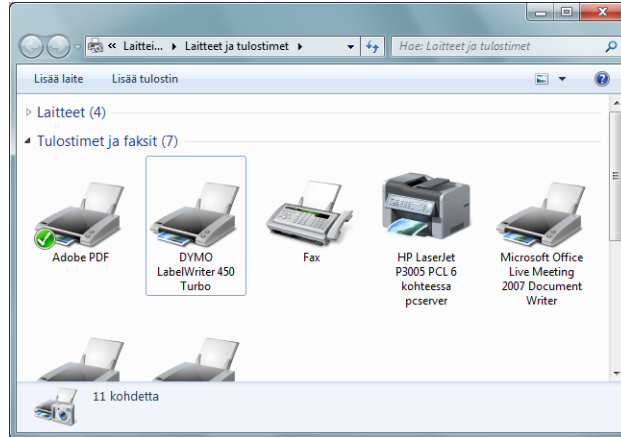 « Laittei... ▸ Laitteet ja tulostimet ▸
Hae: Laitteet ja tulostimet
Lisää laite Lisää tulostin
Laitteet (4)
Tulostimet ja faksit (7)
Adobe PDF
DYMO
LabelWriter 450
Turbo
Fax
HP LaserJet
P3005 PCL 6
kohteessa
pcserver
Microsoft Office
Live Meeting
2007 Document
Writer
11 kohdetta